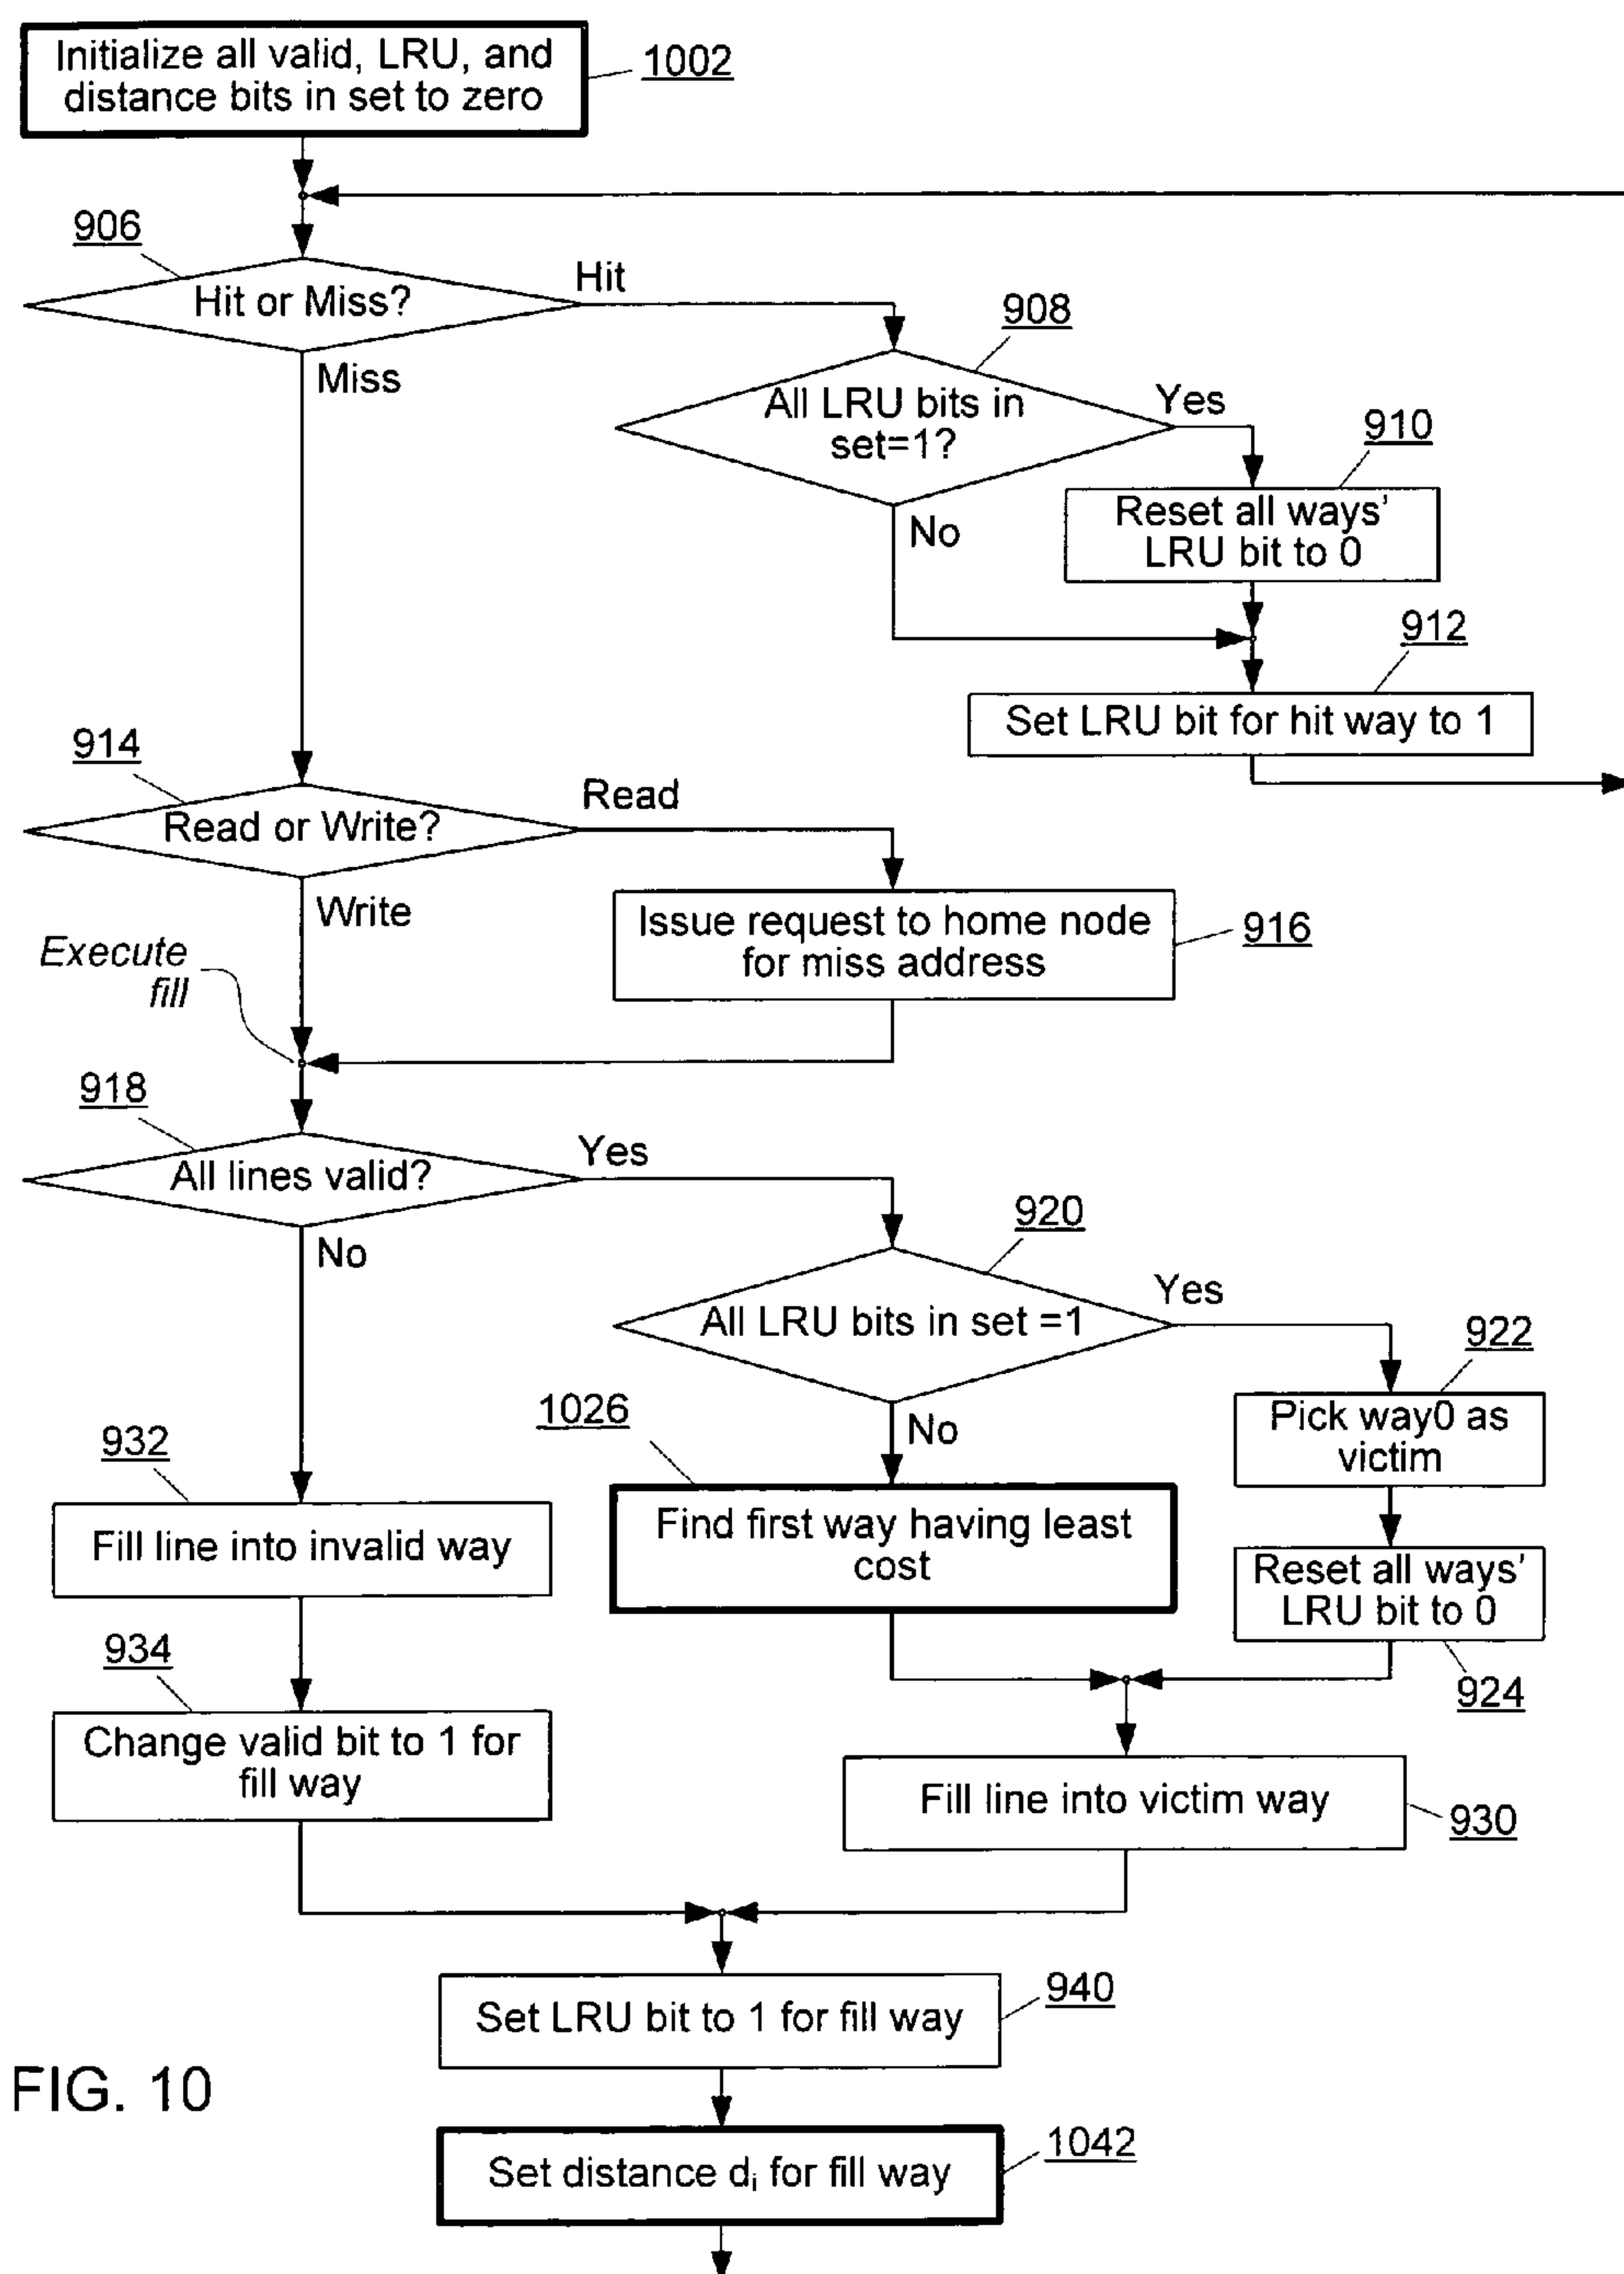 Initialize all valid, LRU, and
distance bits in set to zero
1002
906
Hit or Miss?
Hit
Miss
908
All LRU bits in
set=1?
Yes
No
910
Reset all ways'
LRU bit to 0
912
Set LRU bit for hit way to 1
914
Read or Write?
Read
Write
Issue request to home node
for miss address
916
Execute
fill
918
All lines valid?
Yes
No
920
All LRU bits in set =1
Yes
No
922
Pick way0 as
victim
1026
Find first way having least
cost
932
Fill line into invalid way
Reset all ways'
LRU bit to 0
924
934
Change valid bit to 1 for
fill way
Fill line into victim way
930
Set LRU bit to 1 for fill way
940
FIG. 10
Set distance di for fill way
1042